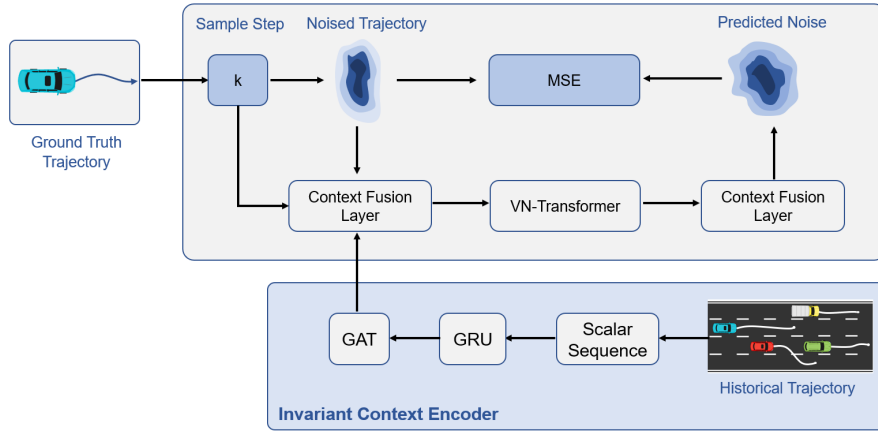 Sample Step
Noised Trajectory
Predicted Noise
k
MSE
Ground Truth
Trajectory
Context Fusion
Layer
VN-Transformer
Context Fusion
Layer
GAT
GRU
Scalar
Sequence
Historical Trajectory
Invariant Context Encoder